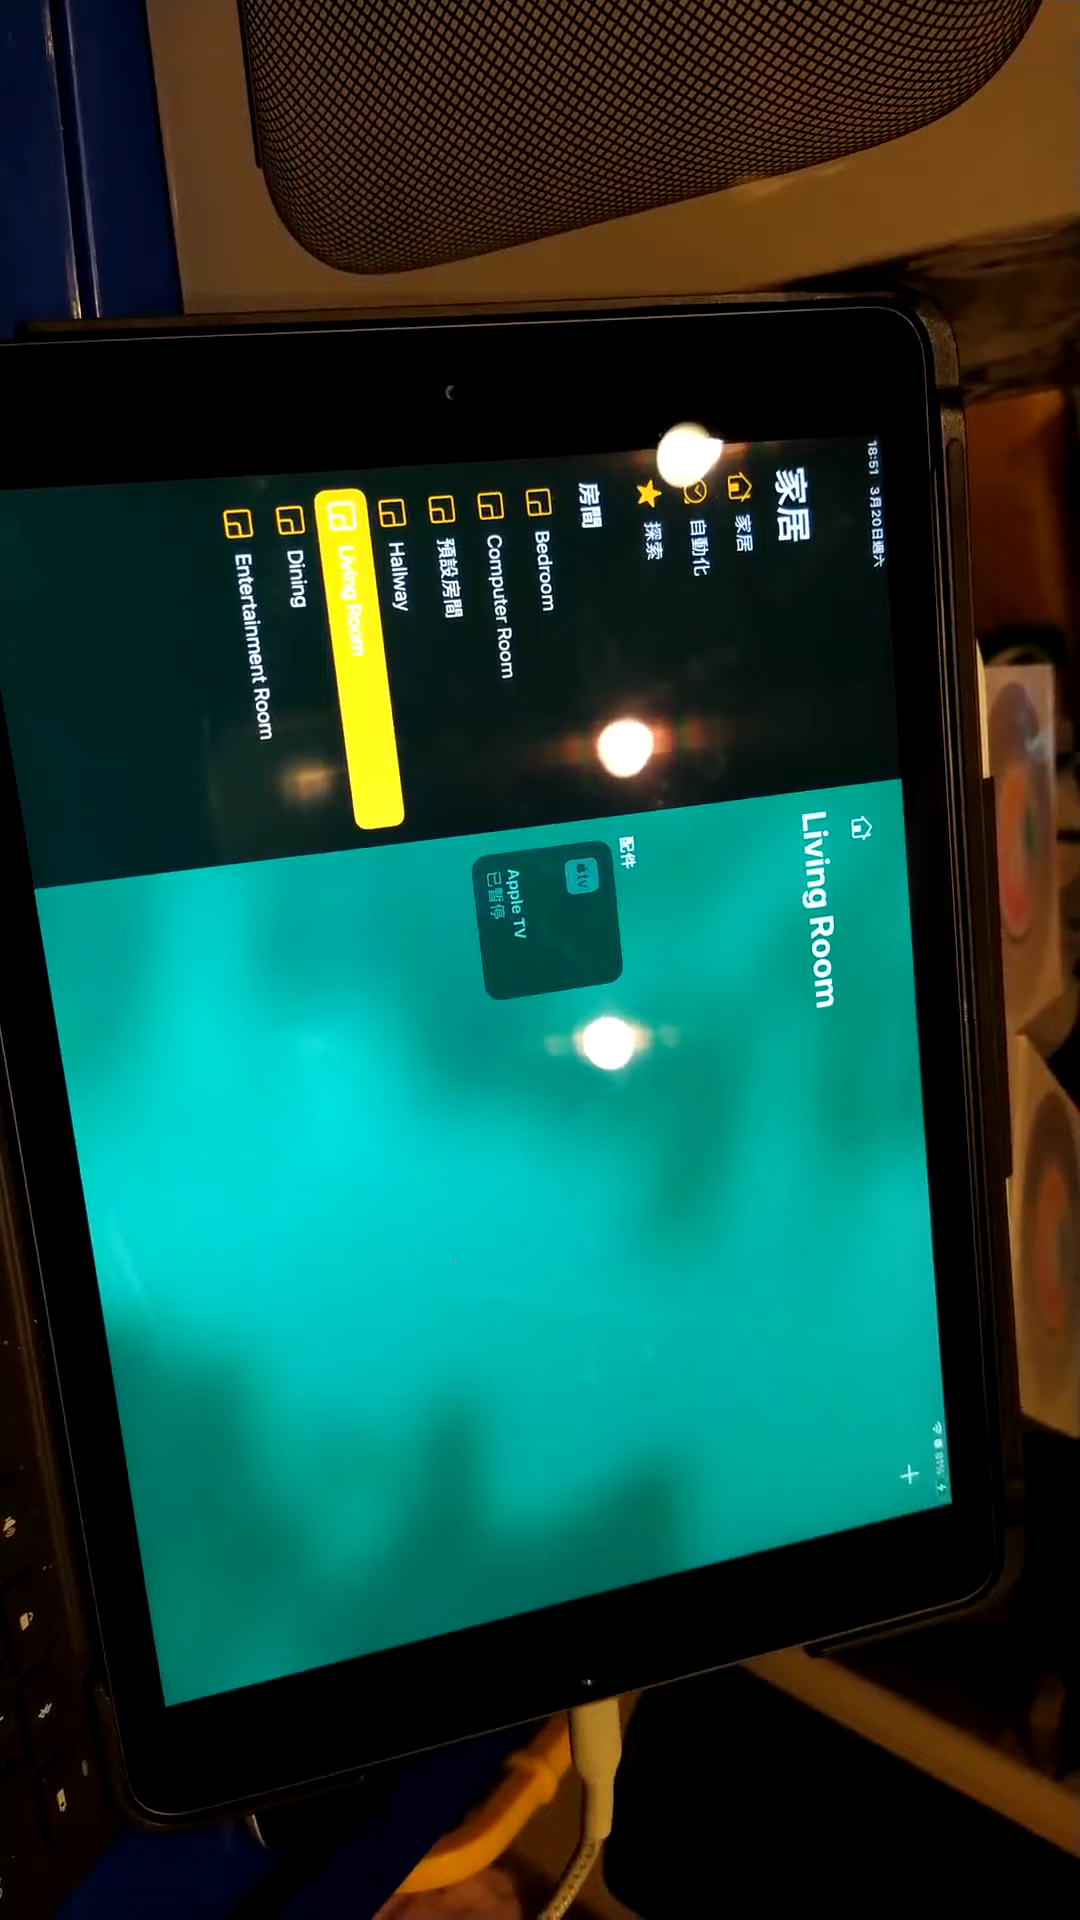 18:51 3月20日週六
家居
家居
自動化
探索
房間
Bedroom
Computer Room
預設房間
Hallway
Living Room
Dining
Entertainment Room
81%
Living Room
配件
tv
Apple TV
已暫停